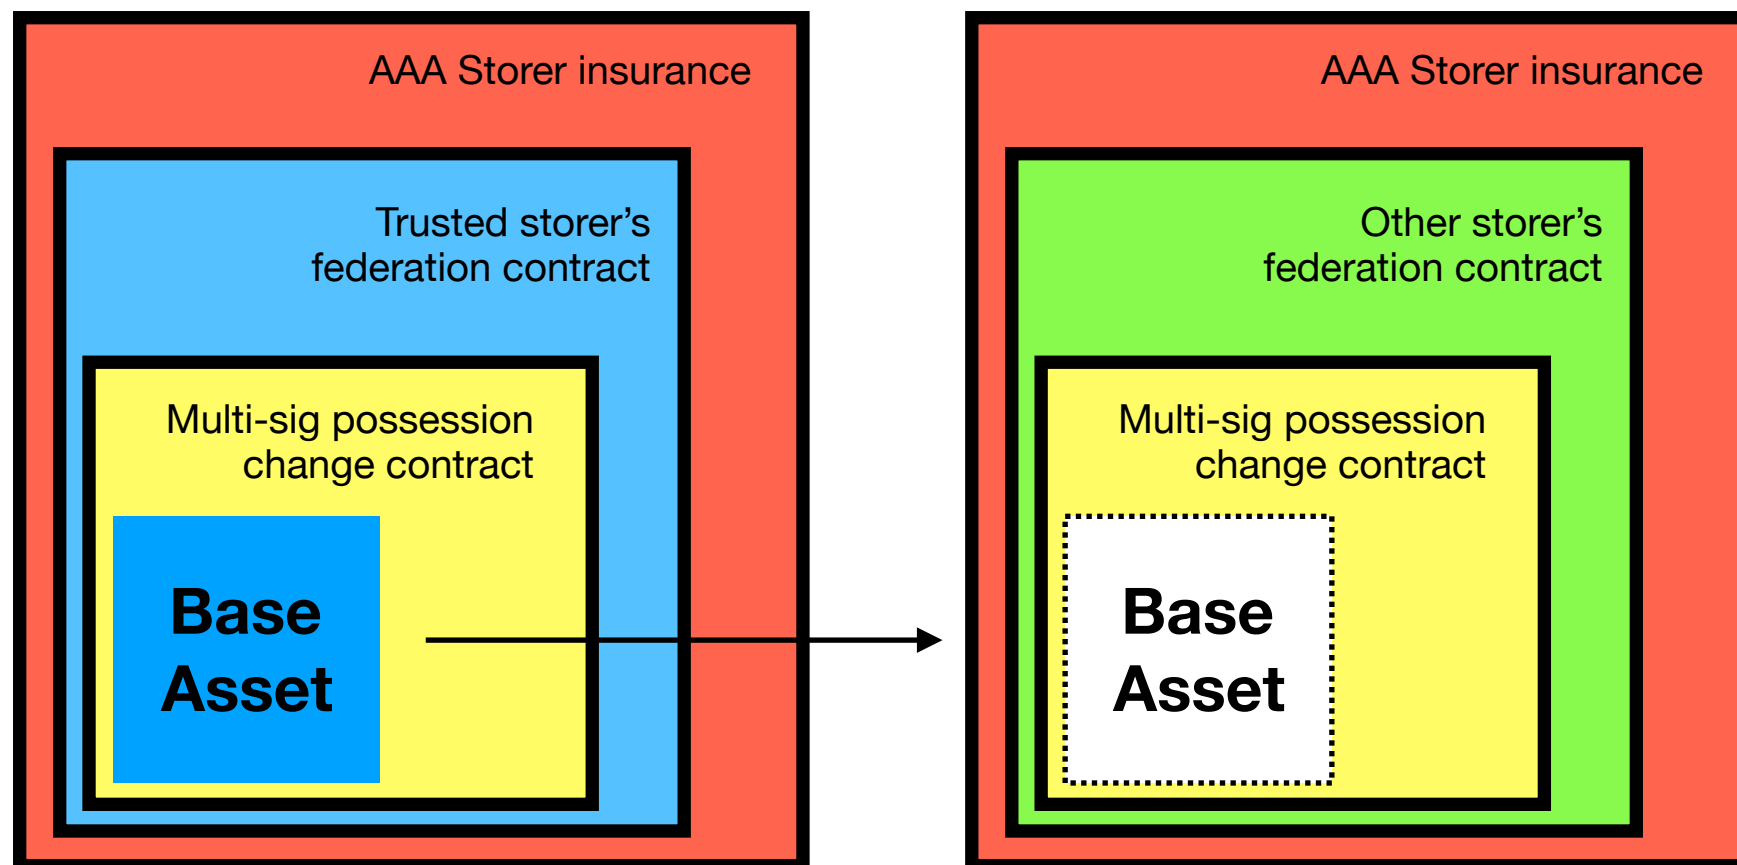 AAA Storer insurance
Trusted storer’s
federation contract
Multi-sig possession
change contract
Base
Asset
AAA Storer insurance
Other storer’s
federation contract
Multi-sig possession
change contract
Base
Asset